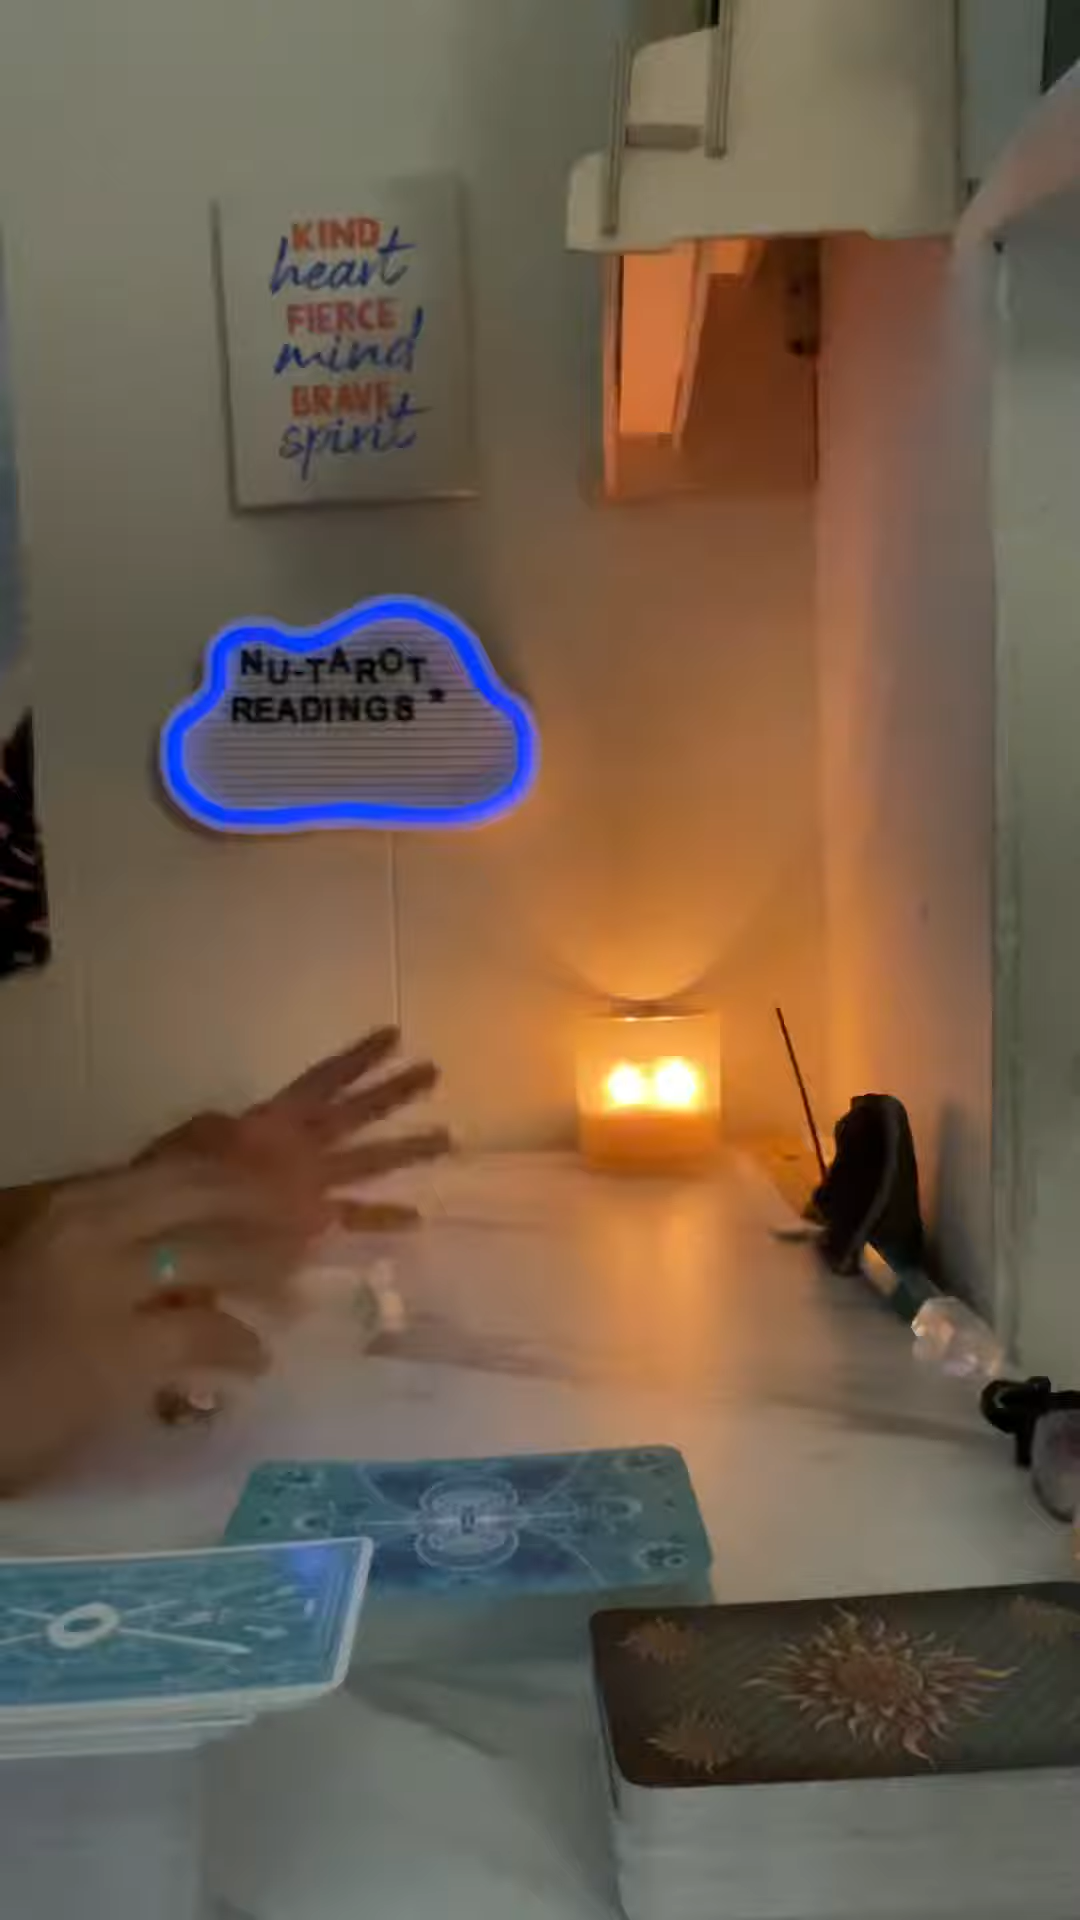 KIND
heart
FIERCE
mind
BRAVE
spirit
NU-TAROT
READINGS *